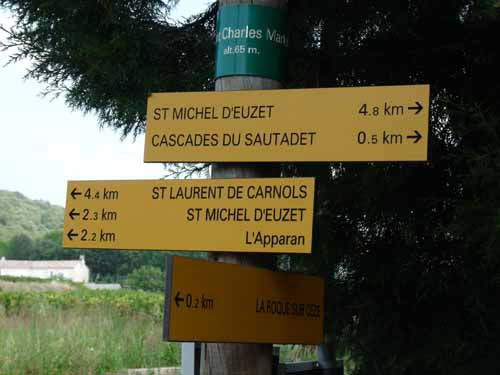 Charles
alt.65 m.
ST MICHEL D'EUZET 4.8 km →
CASCADES DU SAUTADET 0.5 km →
← 4.4 km ST LAURENT DE CARNOLS
← 2.3 km ST MICHEL D'EUZET
← 2.2 km L'Apparan
← 0.2 km LA ROQUE SUR CEZE